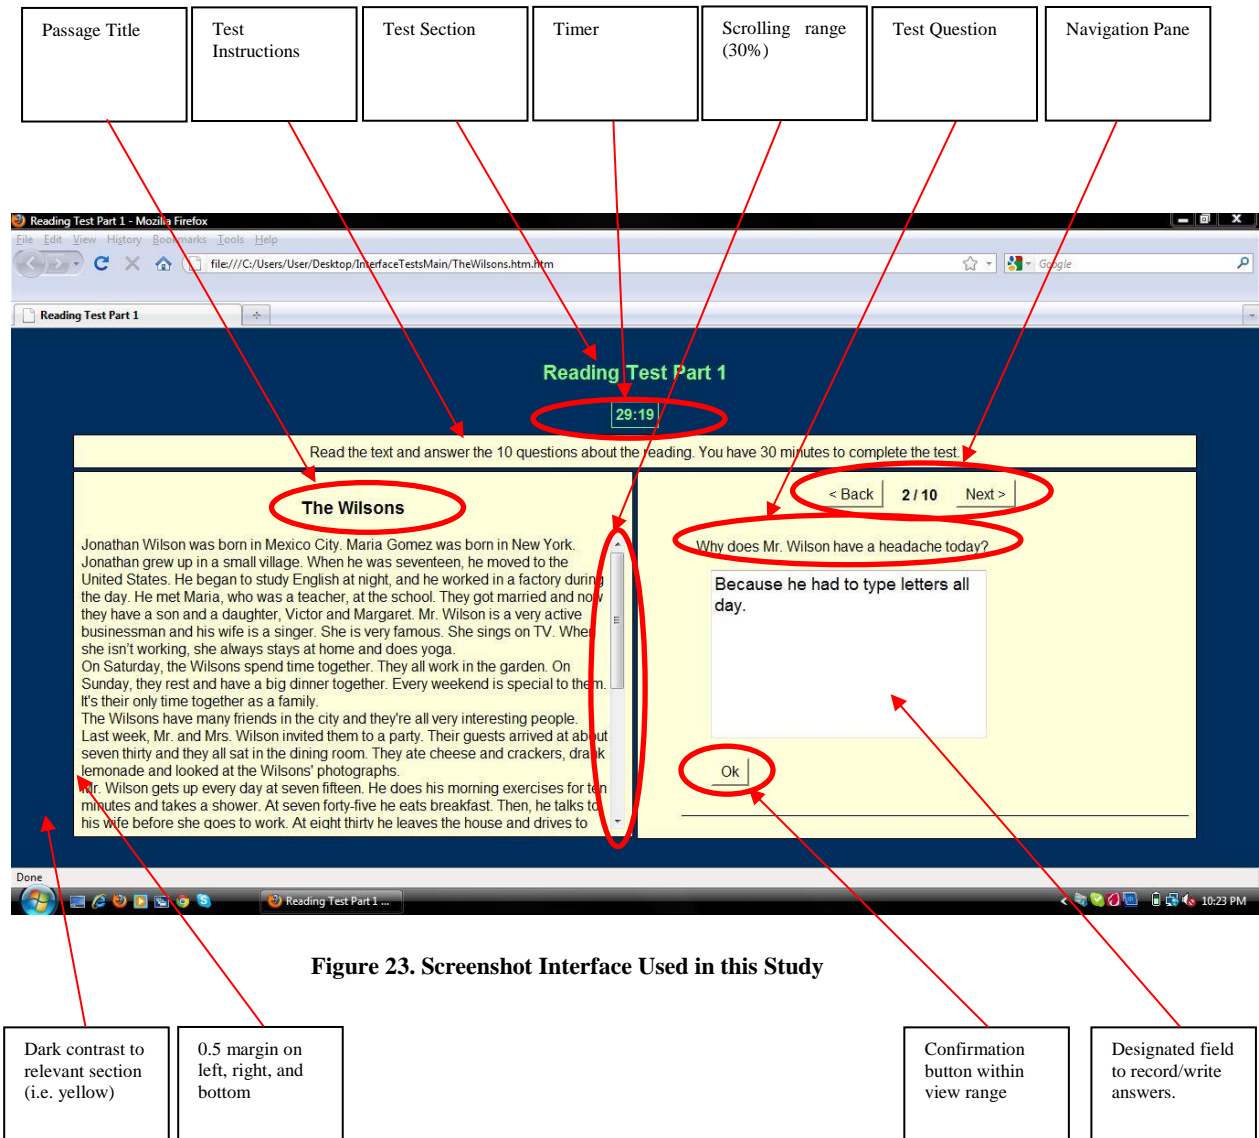 Passage Title
Test
Instructions
Test Section
Timer
Scrolling range
(30%)
Test Question
Navigation Pane
Reading Test Part 1 - Mozilla Firefox
File Edit View History Bookmarks Tools Help
file:///C:/Users/User/Desktop/InterfaceTestsMain/TheWilsons.htm.htm
Google
Reading Test Part 1
Reading Test Part 1
29:19
Read the text and answer the 10 questions about the reading. You have 30 minutes to complete the test.
The Wilsons
Jonathan Wilson was born in Mexico City. Maria Gomez was born in New York.
Jonathan grew up in a small village. When he was seventeen, he moved to the
United States. He began to study English at night, and he worked in a factory during
the day. He met Maria, who was a teacher, at the school. They got married and now
they have a son and a daughter, Victor and Margaret. Mr. Wilson is a very active
businessman and his wife is a singer. She is very famous. She sings on TV. When
she isn't working, she always stays at home and does yoga.
On Saturday, the Wilsons spend time together. They all work in the garden. On
Sunday, they rest and have a big dinner together. Every weekend is special to them.
It's their only time together as a family.
The Wilsons have many friends in the city and they're all very interesting people.
Last week, Mr. and Mrs. Wilson invited them to a party. Their guests arrived at about
seven thirty and they all sat in the dining room. They ate cheese and crackers, drank
lemonade and looked at the Wilsons' photographs.
Mr. Wilson gets up every day at seven fifteen. He does his morning exercises for ten
minutes and takes a shower. At seven forty-five he eats breakfast. Then, he talks to
his wife before she goes to work. At eight thirty he leaves the house and drives to
< Back 2 / 10 Next >
Why does Mr. Wilson have a headache today?
Because he had to type letters all
day.
Ok
Done
Reading Test Part 1 ...
10:23 PM
Figure 23. Screenshot Interface Used in this Study
Dark contrast to
relevant section
(i.e. yellow)
0.5 margin on
left, right, and
bottom
Confirmation
button within
view range
Designated field
to record/write
answers.